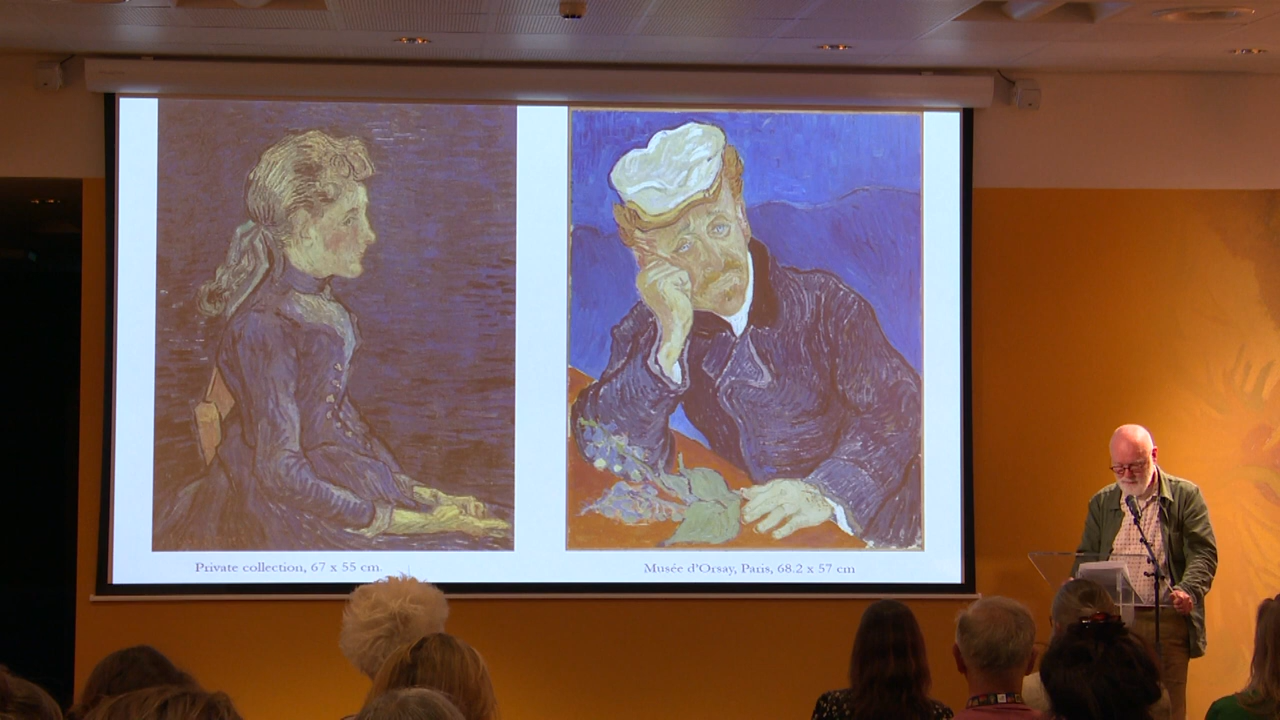 Private collection, 67 x 55 cm.
Musée d'Orsay, Paris, 68.2 x 57 cm